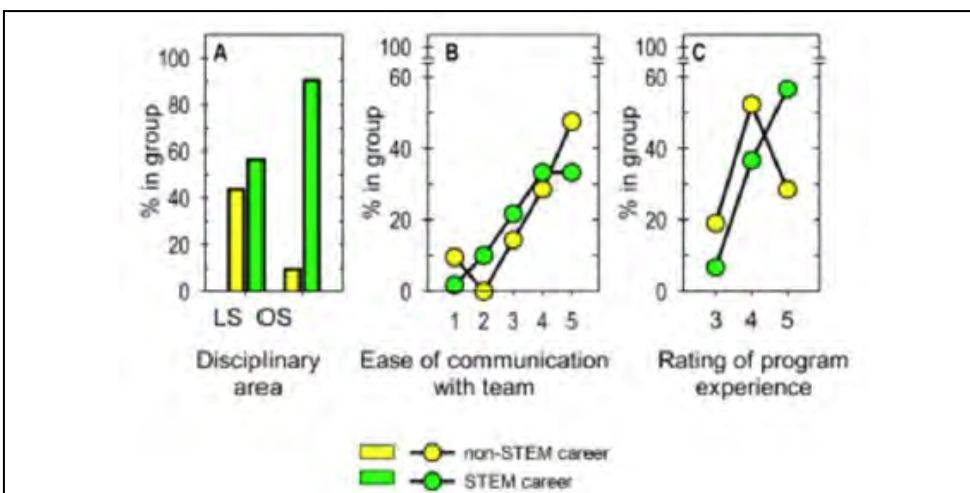 A
B
C
100
80
60
40
20
0
% in group
LS OS
Disciplinary
area
100
60
40
20
0
% in group
1 2 3 4 5
Ease of communication
with team
100
60
40
20
0
% in group
3 4 5
Rating of program
experience
non-STEM career
STEM career